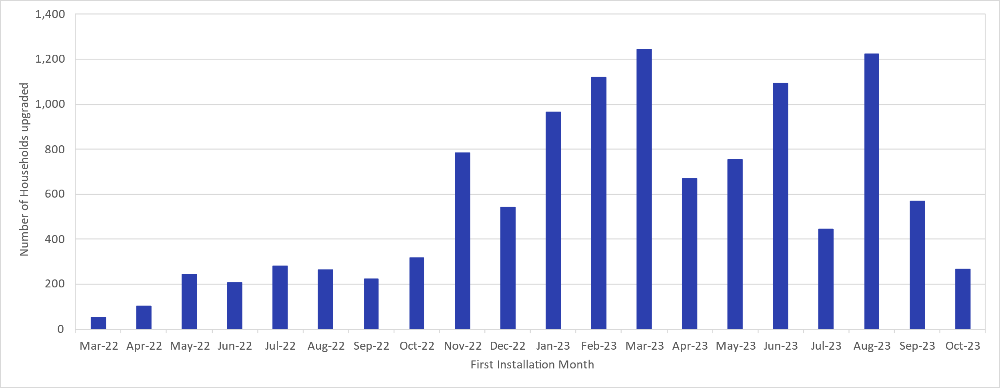 1,400
1,200
1,000
800
600
400
200
0
Number of Households upgraded
Mar-22 Apr-22 May-22 Jun-22 Jul-22 Aug-22 Sep-22 Oct-22 Nov-22 Dec-22 Jan-23 Feb-23 Mar-23 Apr-23 May-23 Jun-23 Jul-23 Aug-23 Sep-23 Oct-23
First Installation Month